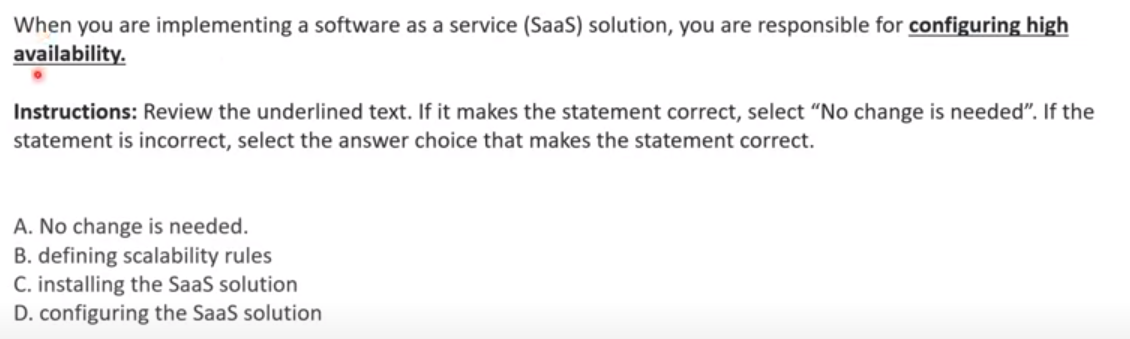 When you are implementing a software as a service (SaaS) solution, you are responsible for configuring high
availability.
Instructions: Review the underlined text. If it makes the statement correct, select “No change is needed”. If the
statement is incorrect, select the answer choice that makes the statement correct.
A. No change is needed.
B. defining scalability rules
C. installing the SaaS solution
D. configuring the SaaS solution